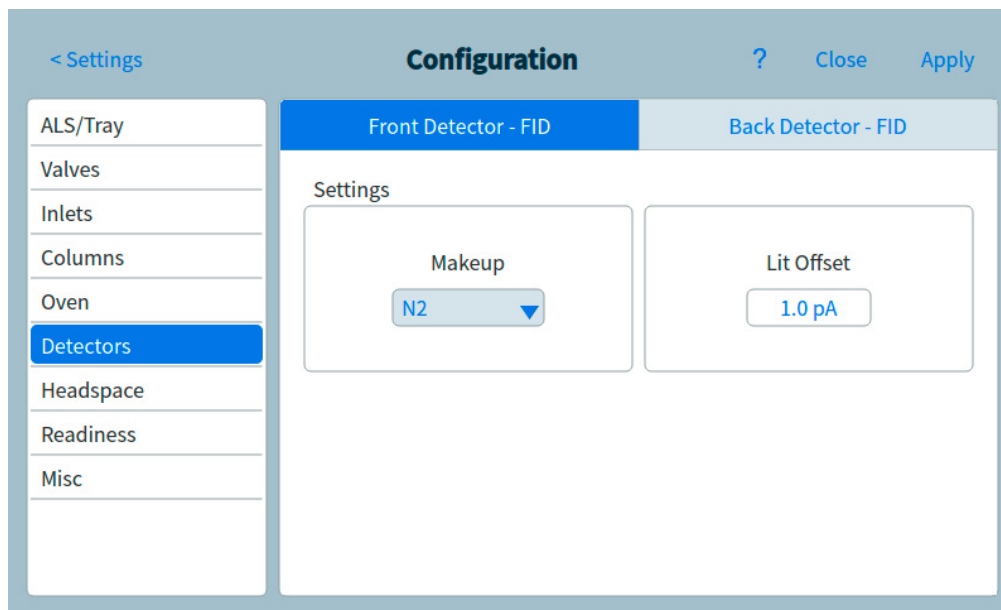 < Settings
Configuration
?
Close
Apply
ALS/Tray
Valves
Inlets
Columns
Oven
Detectors
Headspace
Readiness
Misc
Front Detector - FID
Back Detector - FID
Settings
Makeup
N2
Lit Offset
1.0 pA